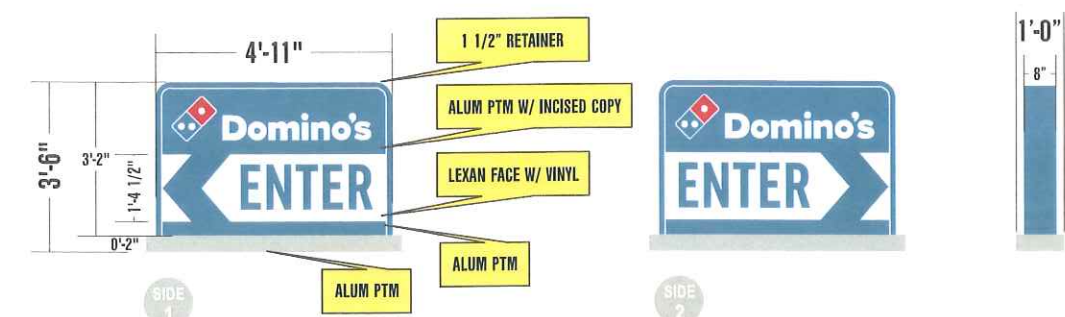 4'-11"
1 1/2" RETAINER
ALUM PTM W/ INCISED COPY
LEXAN FACE W/ VINYL
ALUM PTM
ALUM PTM
3'-6"
3'-2"
1'-4 1/2"
0'-2"
Domino's
ENTER
SIDE
1
Domino's
ENTER
SIDE
2
1'-0"
8"